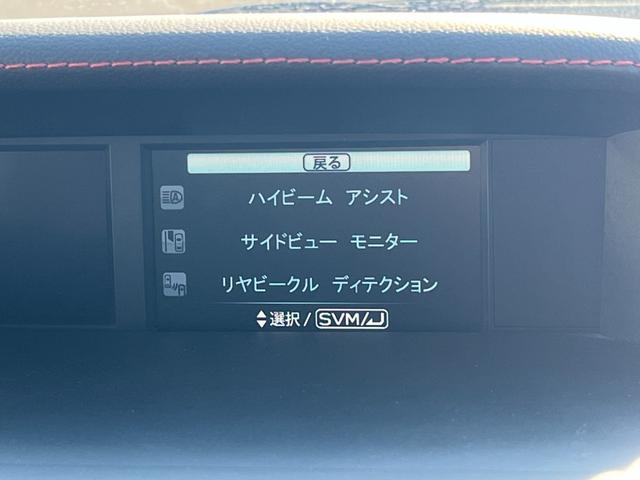 戻る
ハイビーム アシスト
サイドビュー モニター
リヤビークル ディテクション
選択/SVM/